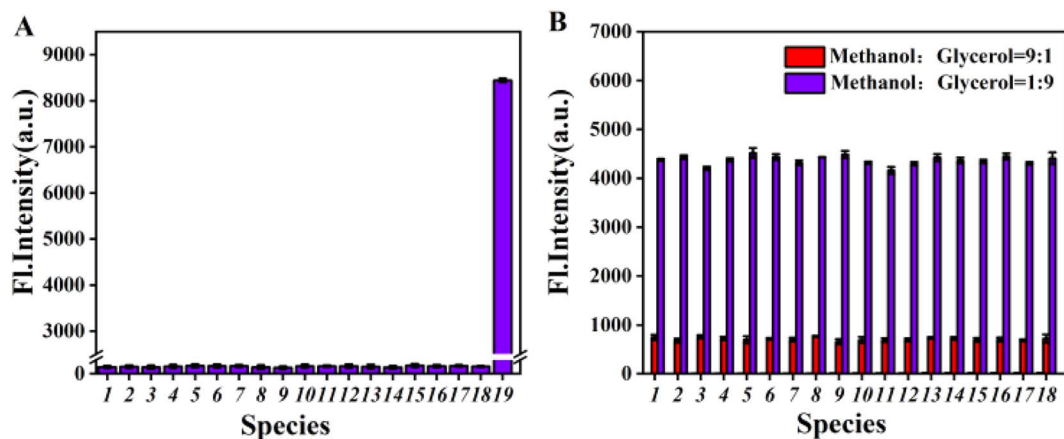 A
Fl.Intensity(a.u.)
9000
8000
7000
6000
5000
4000
3000
0
1 2 3 4 5 6 7 8 9 10 11 12 13 14 15 16 17 18 19
Species
B
Fl.Intensity(a.u.)
7000
6000
5000
4000
3000
2000
1000
0
Methanol：Glycerol=9:1
Methanol：Glycerol=1:9
1 2 3 4 5 6 7 8 9 10 11 12 13 14 15 16 17 18
Species